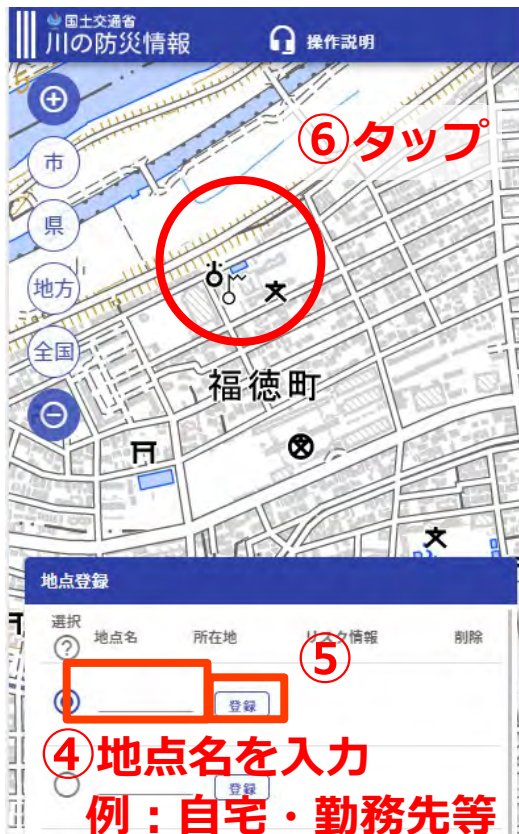 国土交通省
川の防災情報
操作説明
⑥タップ
市
県
地方
全国
福徳町
地点登録
選択
? 地点名 所在地 リスク情報 削除
⑤
登録
④地点名を入力
登録
例:自宅・勤務先等